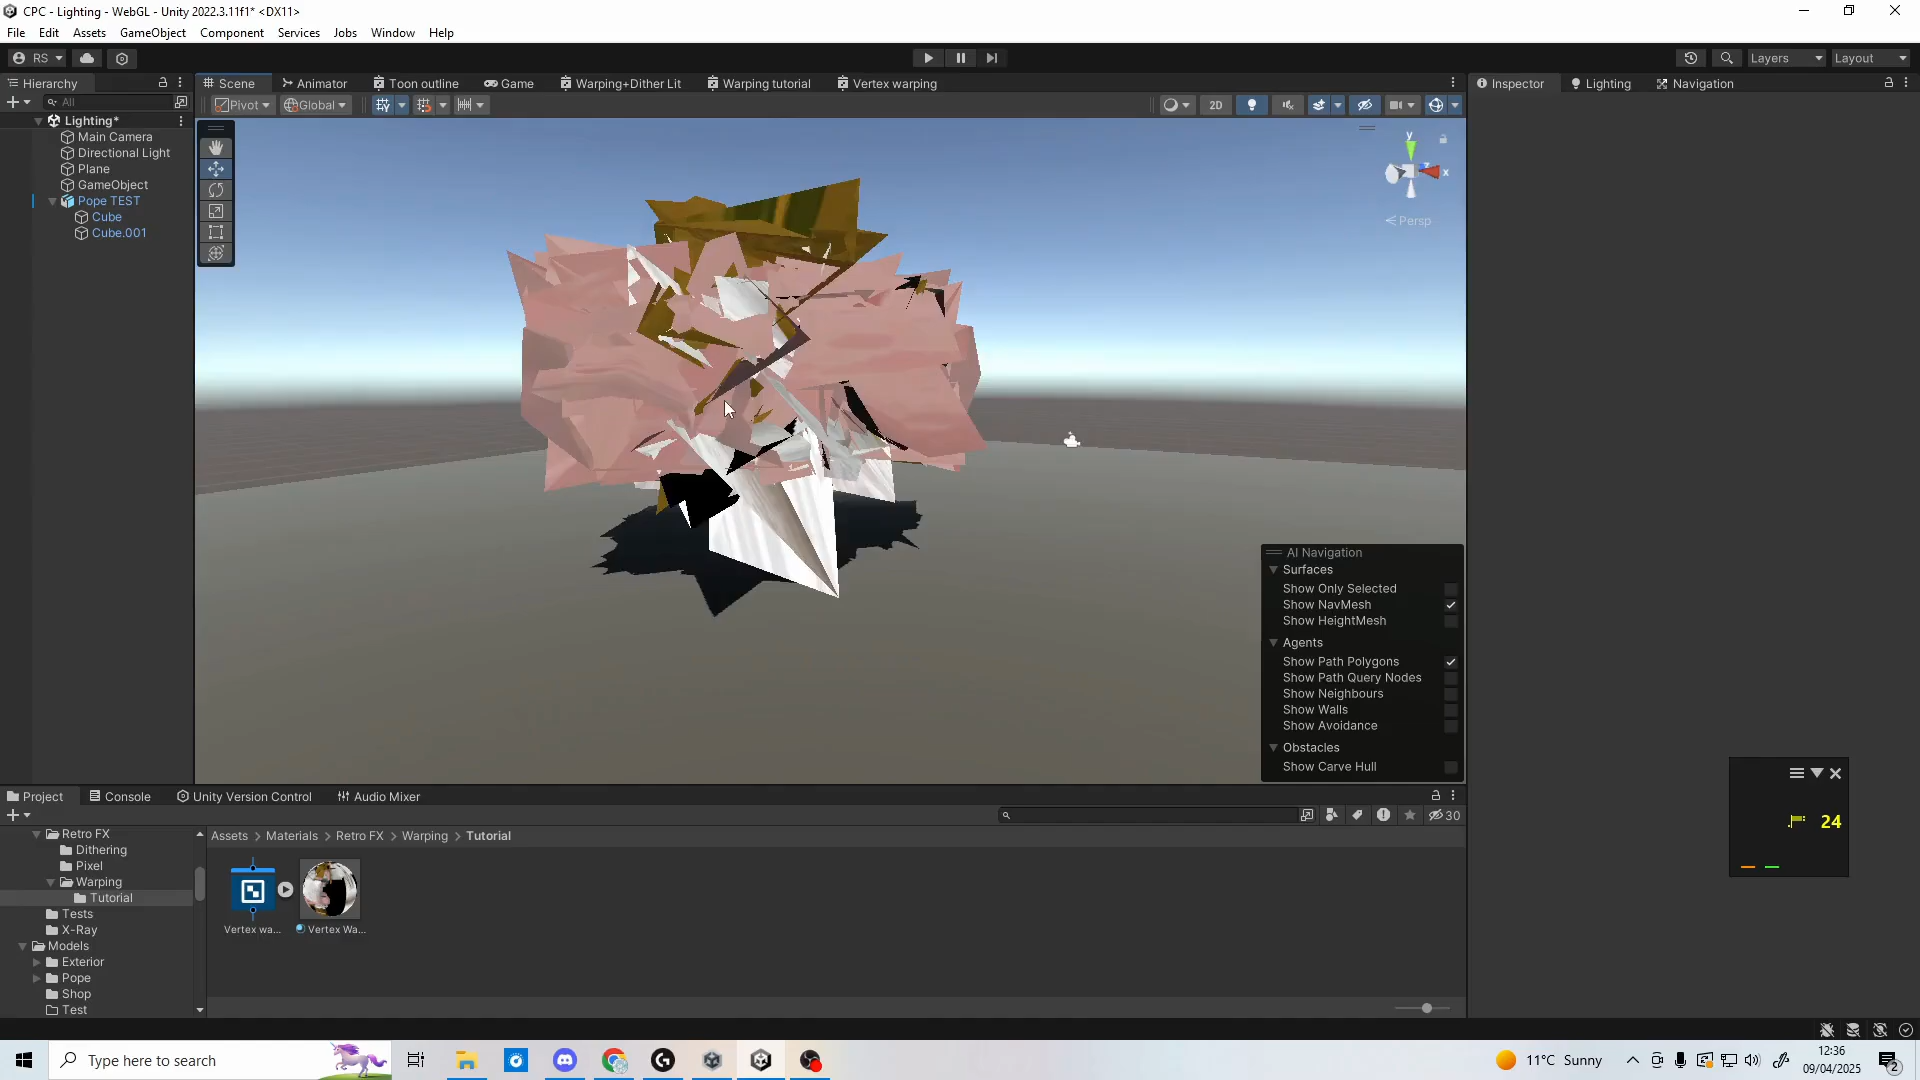 CPC - Lighting - WebGL - Unity 2022.3.11f1* <DX11>
File Edit Assets GameObject Component Services Jobs Window Help
RS Layers Layout
Hierarchy Scene Animator Toon outline Game Warping+Dither Lit Warping tutorial Vertex warping Inspector Lighting Navigation
All Pivot Global 2D
Lighting*
Main Camera
Directional Light
Plane
GameObject
Pope TEST
Cube
Cube.001
y
x
Persp
AI Navigation
Surfaces
Show Only Selected
Show NavMesh
Show HeightMesh
Agents
Show Path Polygons
Show Path Query Nodes
Show Neighbours
Show Walls
Show Avoidance
Obstacles
Show Carve Hull
24
Project Console Unity Version Control Audio Mixer
30
Assets > Materials > Retro FX > Warping > Tutorial
Retro FX
Dithering
Pixel
Warping
Tutorial
Tests
X-Ray
Models
Exterior
Pope
Shop
Test
Vertex wa... Vertex Wa...
Type here to search
11°C Sunny
12:36
09/04/2025
2